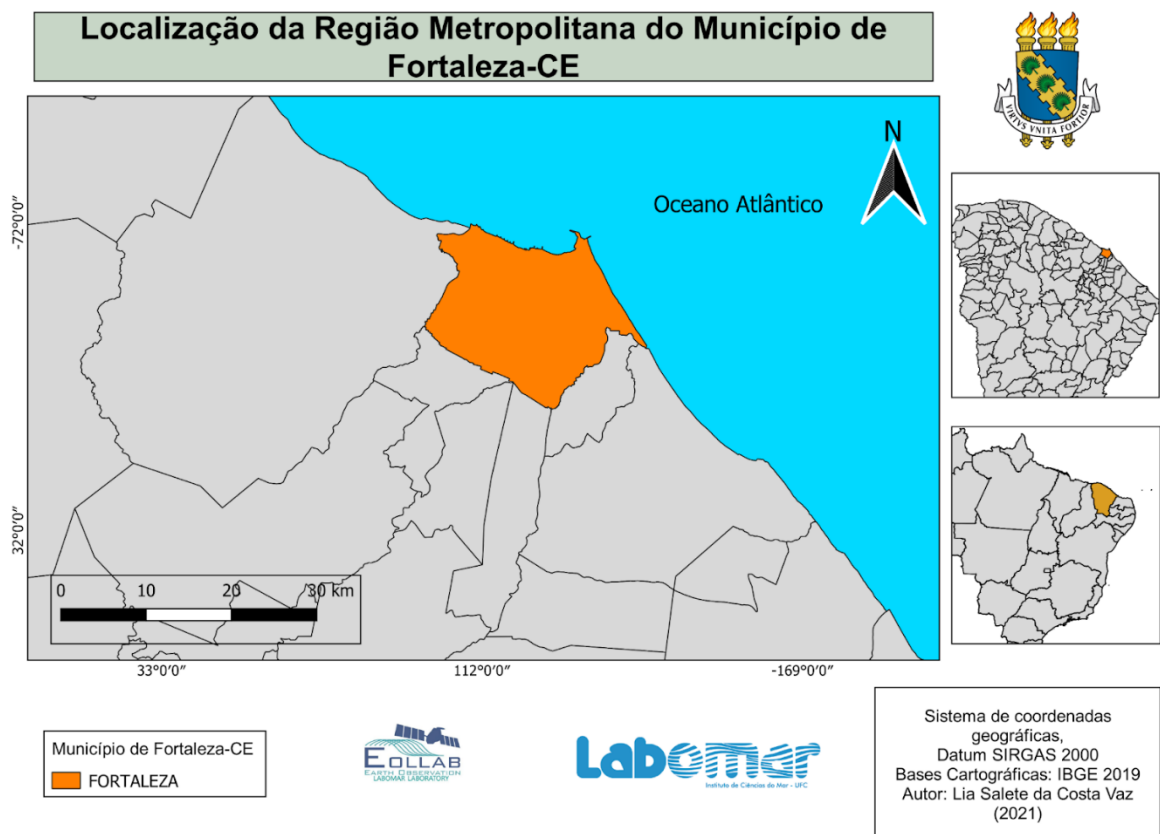 Localização da Região Metropolitana do Município de
Fortaleza-CE
VIRTVS VNITA FORTIOR
N
Oceano Atlântico
-72°0'0"
32°0'0"
0 10 20 30 km
33°0'0"
112°0'0"
-169°0'0"
Município de Fortaleza-CE
FORTALEZA
EOLLAB
EARTH OBSERVATION
LABOMAR LABORATORY
Labomar
Instituto de Ciências do Mar - UFC
Sistema de coordenadas
geográficas,
Datum SIRGAS 2000
Bases Cartográficas: IBGE 2019
Autor: Lia Salete da Costa Vaz
(2021)